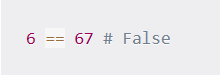 6 == 67 # False